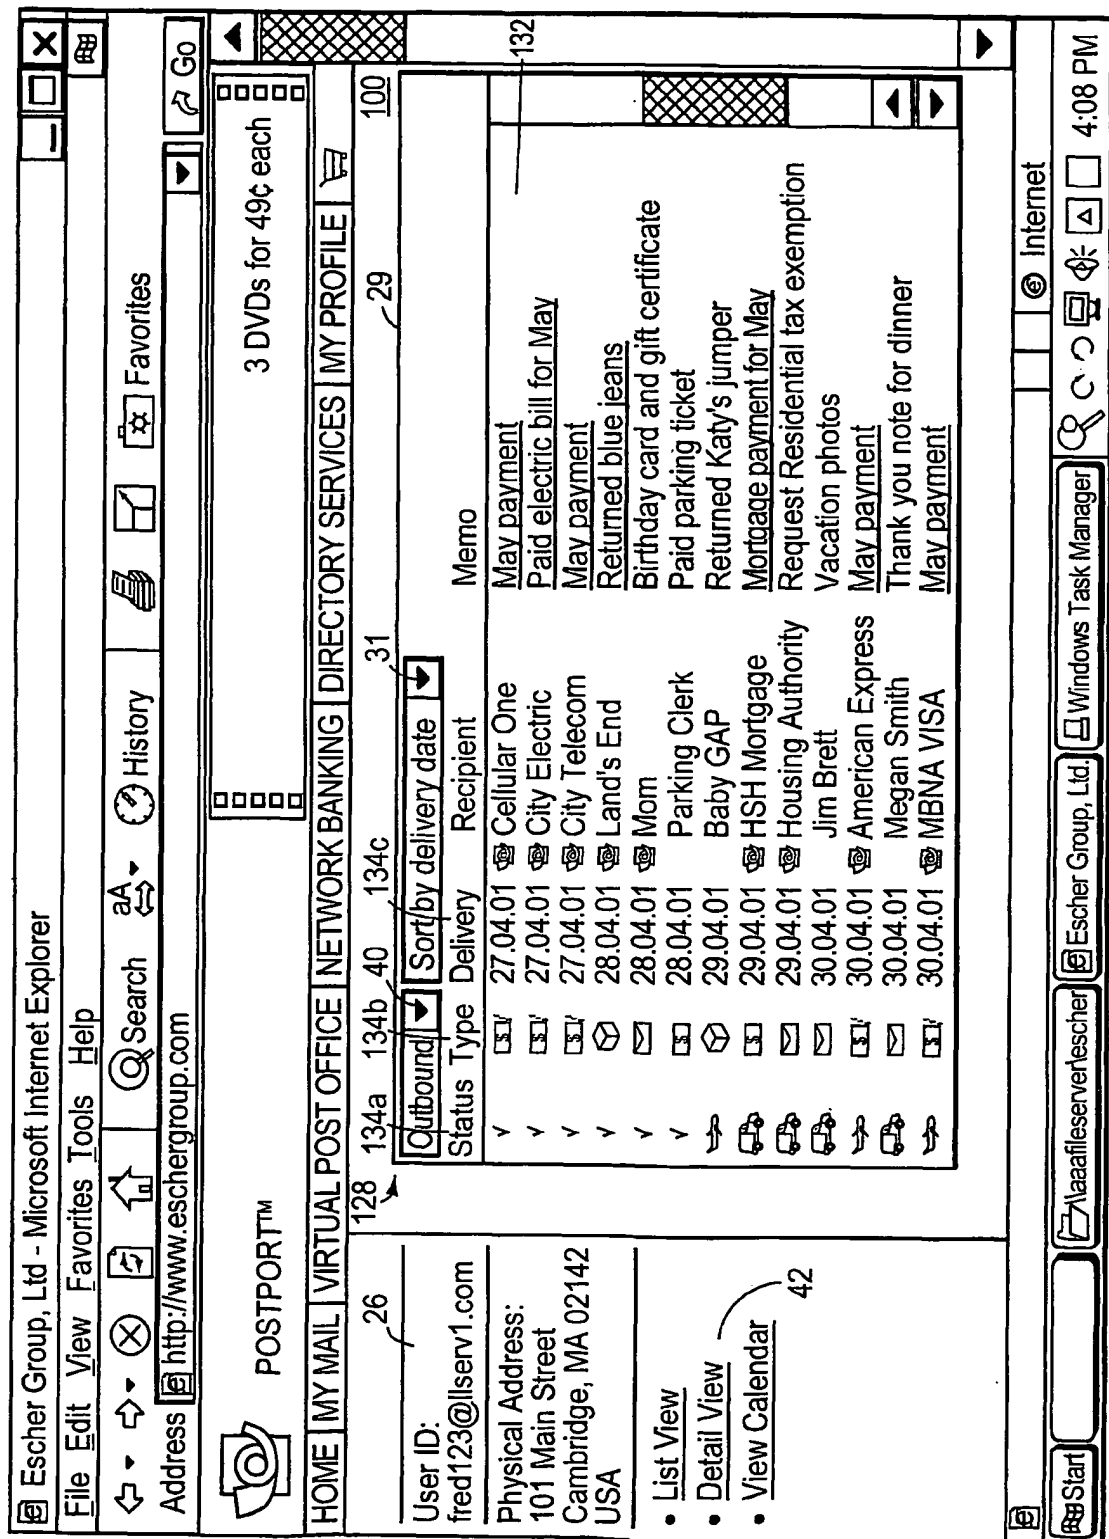 Escher Group, Ltd - Microsoft Internet Explorer
File Edit View Favorites Tools Help
Search aA History Favorites
Address http://www.eschergroup.com Go
POSTPORT™
3 DVDs for 49¢ each
HOME | MY MAIL | VIRTUAL POST OFFICE | NETWORK BANKING | DIRECTORY SERVICES | MY PROFILE
26
128
134a 134b 40 134c 31 29 100
User ID:
fred123@llserv1.com
Physical Address:
101 Main Street
Cambridge, MA 02142
USA
• List View
• Detail View
• View Calendar
42
Outbound Sort by delivery date
Status Type Delivery Recipient Memo
✓ 27.04.01 Cellular One May payment
✓ 27.04.01 City Electric Paid electric bill for May
✓ 27.04.01 City Telecom May payment
✓ 28.04.01 Land's End Returned blue jeans
✓ 28.04.01 Mom Birthday card and gift certificate
✓ 28.04.01 Parking Clerk Paid parking ticket
29.04.01 Baby GAP Returned Katy's jumper
29.04.01 HSH Mortgage Mortgage payment for May
29.04.01 Housing Authority Request Residential tax exemption
30.04.01 Jim Brett Vacation photos
30.04.01 American Express May payment
30.04.01 Megan Smith Thank you note for dinner
30.04.01 MBNA VISA May payment
132
Internet
Start \\aaafileserver\escher Escher Group, Ltd. Windows Task Manager 4:08 PM